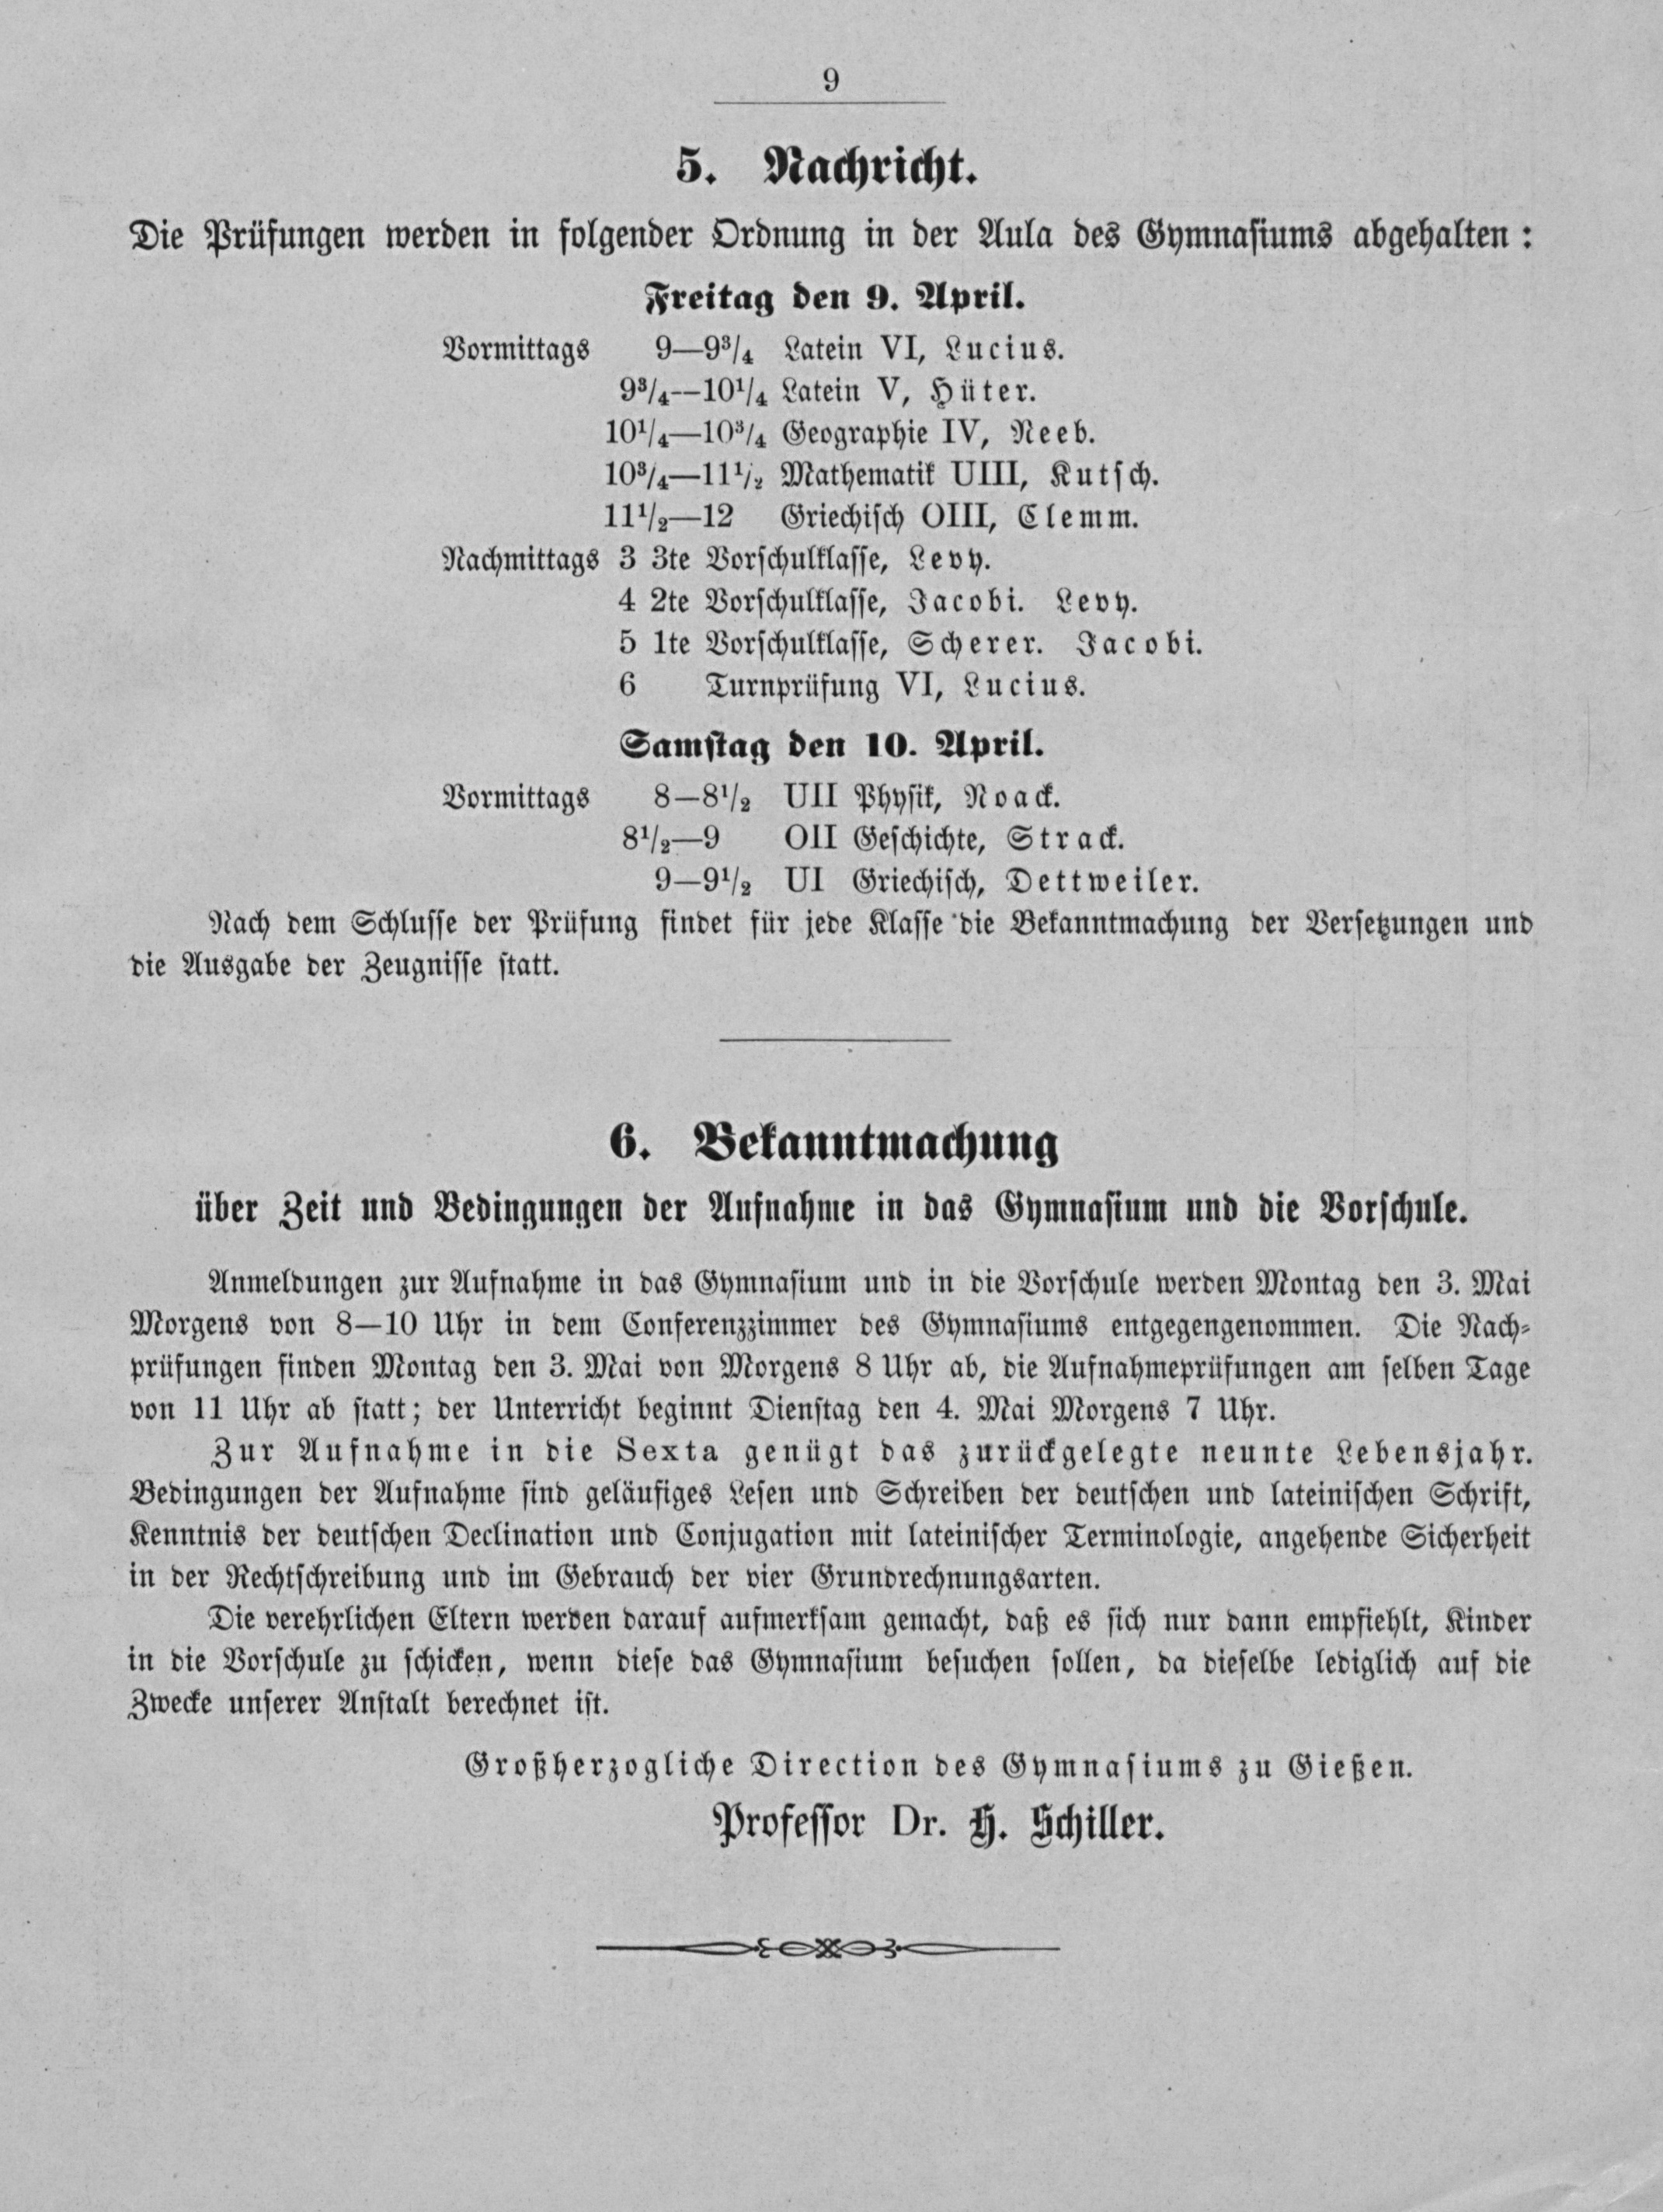 9
5. Nachricht.
Die Prüfungen werden in folgender Ordnung in der Aula des Gymnasiums abgehalten:
Freitag den 9. April.
Vormittags 9—9³/₄ Latein VI, Lucius.
9³/₄—10¹/₄ Latein V, Hüter.
10¹/₄—10³/₄ Geographie IV, Neeb.
10³/₄—11¹/₂ Mathematik UIII, Kutsch.
11¹/₂—12 Griechisch OIII, Clemm.
Nachmittags 3 3te Vorschulklasse, Levy.
4 2te Vorschulklasse, Jacobi. Levy.
5 1te Vorschulklasse, Scherer. Jacobi.
6 Turnprüfung VI, Lucius.
Samstag den 10. April.
Vormittags 8—8¹/₂ UII Physik, Noack.
8¹/₂—9 OII Geschichte, Strack.
9—9¹/₂ UI Griechisch, Dettweiler.
Nach dem Schlusse der Prüfung findet für jede Klasse die Bekanntmachung der Versetzungen und
die Ausgabe der Zeugnisse statt.
6. Bekanntmachung
über Zeit und Bedingungen der Aufnahme in das Gymnasium und die Vorschule.
Anmeldungen zur Aufnahme in das Gymnasium und in die Vorschule werden Montag den 3. Mai
Morgens von 8—10 Uhr in dem Conferenzzimmer des Gymnasiums entgegengenommen. Die Nach-
prüfungen finden Montag den 3. Mai von Morgens 8 Uhr ab, die Aufnahmeprüfungen am selben Tage
von 11 Uhr ab statt; der Unterricht beginnt Dienstag den 4. Mai Morgens 7 Uhr.
Zur Aufnahme in die Sexta genügt das zurückgelegte neunte Lebensjahr.
Bedingungen der Aufnahme sind geläufiges Lesen und Schreiben der deutschen und lateinischen Schrift,
Kenntnis der deutschen Declination und Conjugation mit lateinischer Terminologie, angehende Sicherheit
in der Rechtschreibung und im Gebrauch der vier Grundrechnungsarten.
Die verehrlichen Eltern werden darauf aufmerksam gemacht, daß es sich nur dann empfiehlt, Kinder
in die Vorschule zu schicken, wenn diese das Gymnasium besuchen sollen, da dieselbe lediglich auf die
Zwecke unserer Anstalt berechnet ist.
Großherzogliche Direction des Gymnasiums zu Gießen.
Professor Dr. H. Schiller.